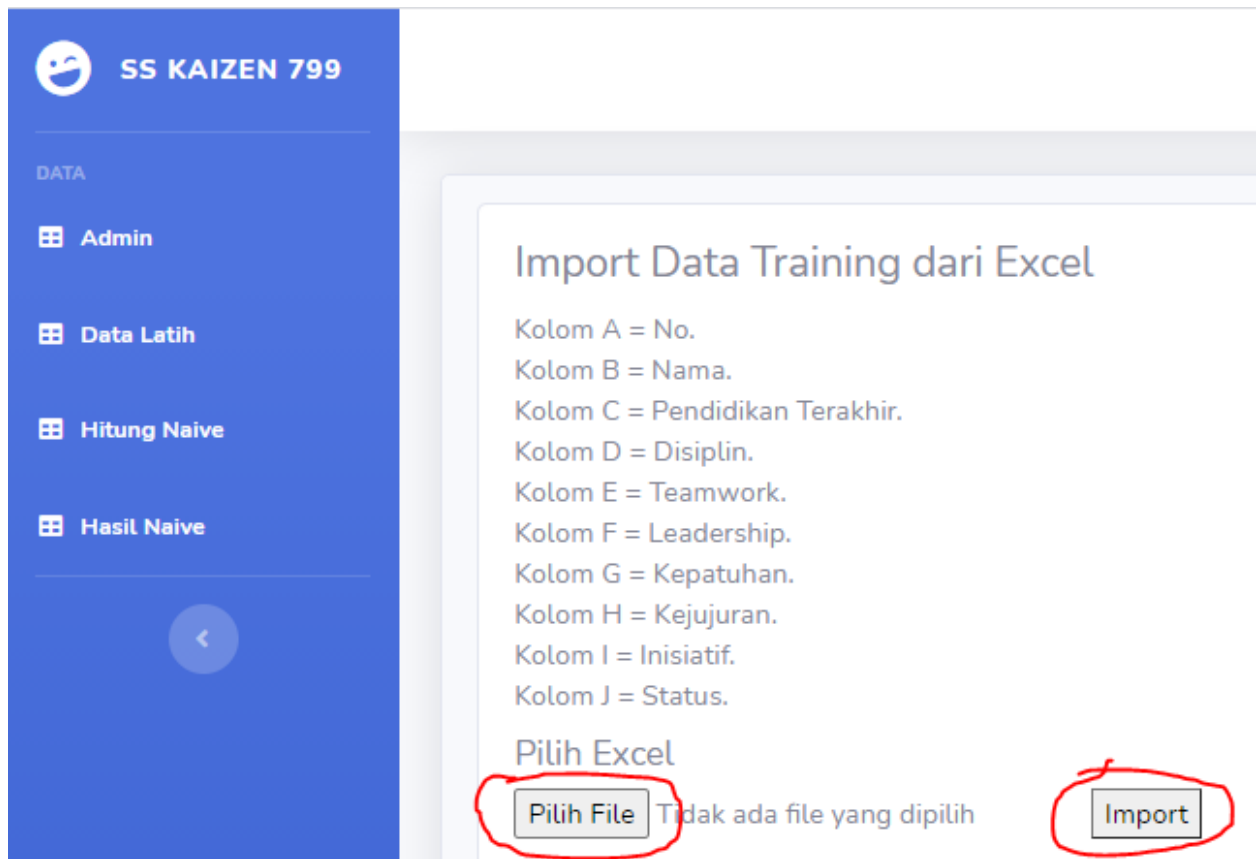 SS KAIZEN 799
DATA
Admin
Data Latih
Hitung Naive
Hasil Naive
Import Data Training dari Excel
Kolom A = No.
Kolom B = Nama.
Kolom C = Pendidikan Terakhir.
Kolom D = Disiplin.
Kolom E = Teamwork.
Kolom F = Leadership.
Kolom G = Kepatuhan.
Kolom H = Kejujuran.
Kolom I = Inisiatif.
Kolom J = Status.
Pilih Excel
Pilih File Tidak ada file yang dipilih Import